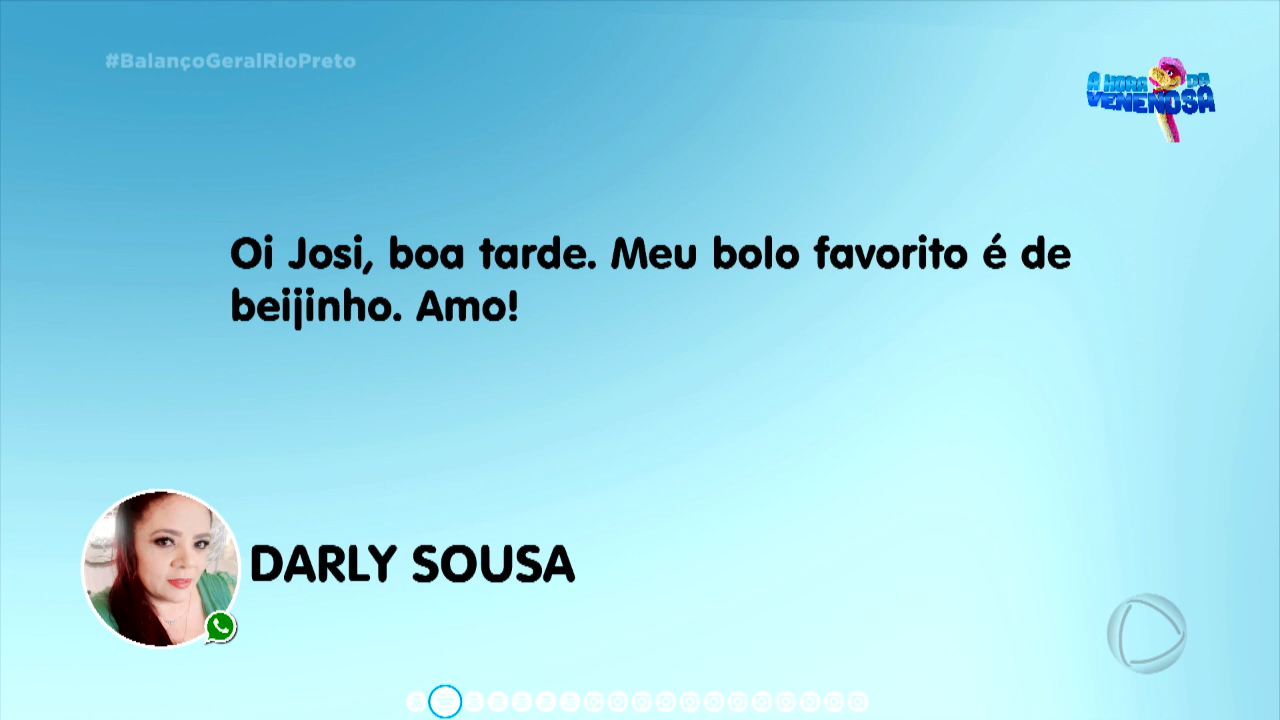 #BalançoGeralRioPreto
A HORA DA
VENENOSA
Oi Josi, boa tarde. Meu bolo favorito é de
beijinho. Amo!
DARLY SOUSA